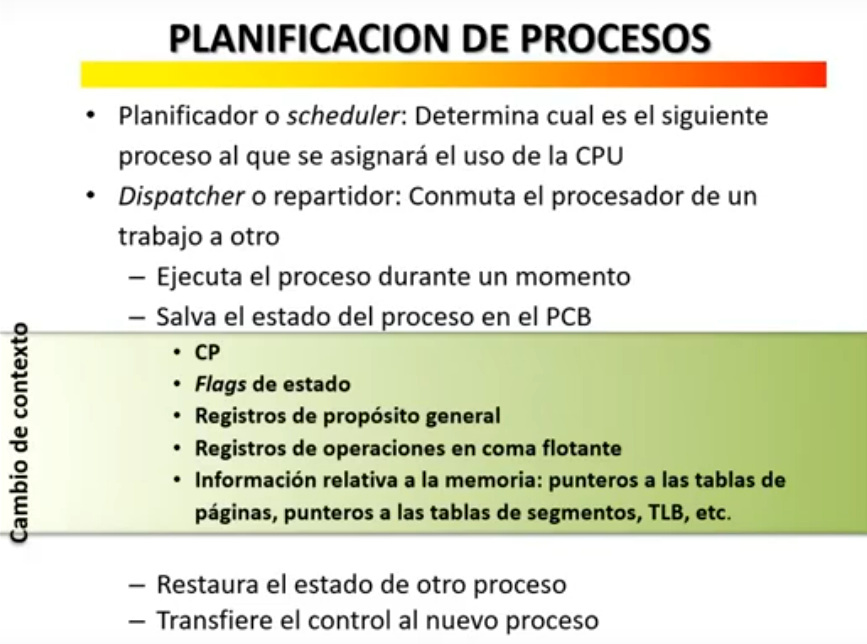 PLANIFICACION DE PROCESOS
• Planificador o scheduler: Determina cual es el siguiente
proceso al que se asignará el uso de la CPU
• Dispatcher o repartidor: Conmuta el procesador de un
trabajo a otro
– Ejecuta el proceso durante un momento
– Salva el estado del proceso en el PCB
Cambio de contexto
• CP
• Flags de estado
• Registros de propósito general
• Registros de operaciones en coma flotante
• Información relativa a la memoria: punteros a las tablas de
páginas, punteros a las tablas de segmentos, TLB, etc.
– Restaura el estado de otro proceso
– Transfiere el control al nuevo proceso